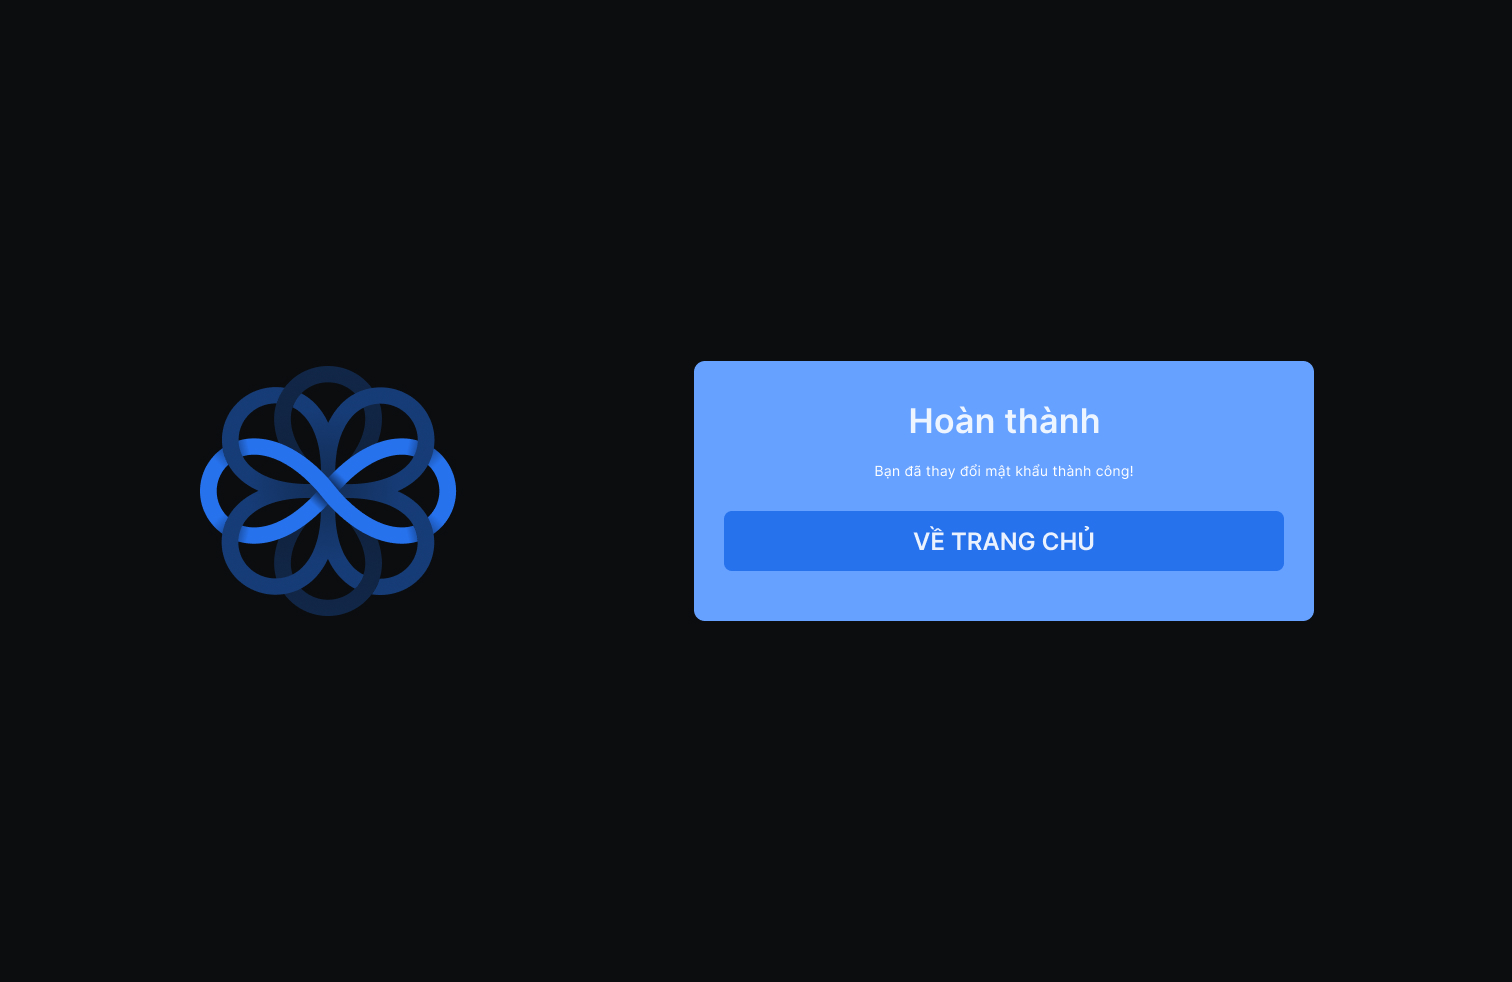 Hoàn thành
Bạn đã thay đổi mật khẩu thành công!
VỀ TRANG CHỦ